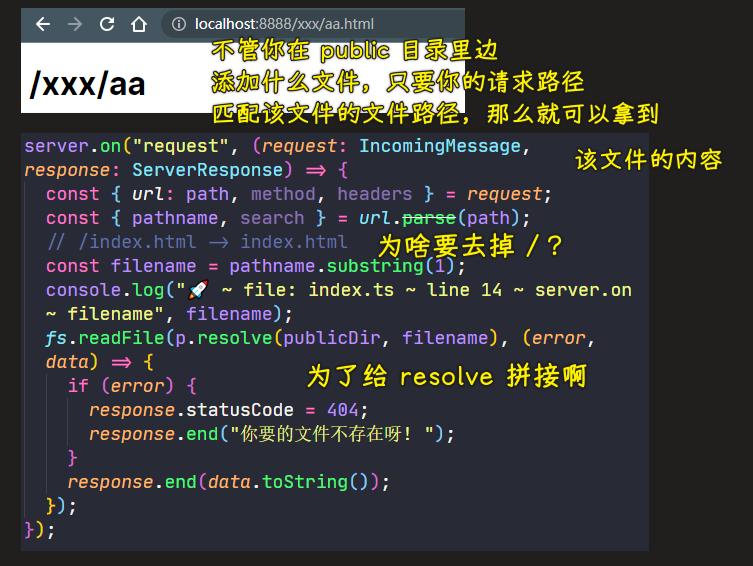 localhost:8888/xxx/aa.html
不管你在 public 目录里边
/xxx/aa
添加什么文件，只要你的请求路径
匹配该文件的文件路径，那么就可以拿到
该文件的内容
server.on("request", (request: IncomingMessage,
response: ServerResponse) => {
const { url: path, method, headers } = request;
const { pathname, search } = url.parse(path);
// /index.html -> index.html
为啥要去掉 /？
const filename = pathname.substring(1);
console.log("🚀 ~ file: index.ts ~ line 14 ~ server.on
~ filename", filename);
fs.readFile(p.resolve(publicDir, filename), (error,
data) => {
为了给 resolve 拼接啊
if (error) {
response.statusCode = 404;
response.end("你要的文件不存在呀! ");
}
response.end(data.toString());
});
});